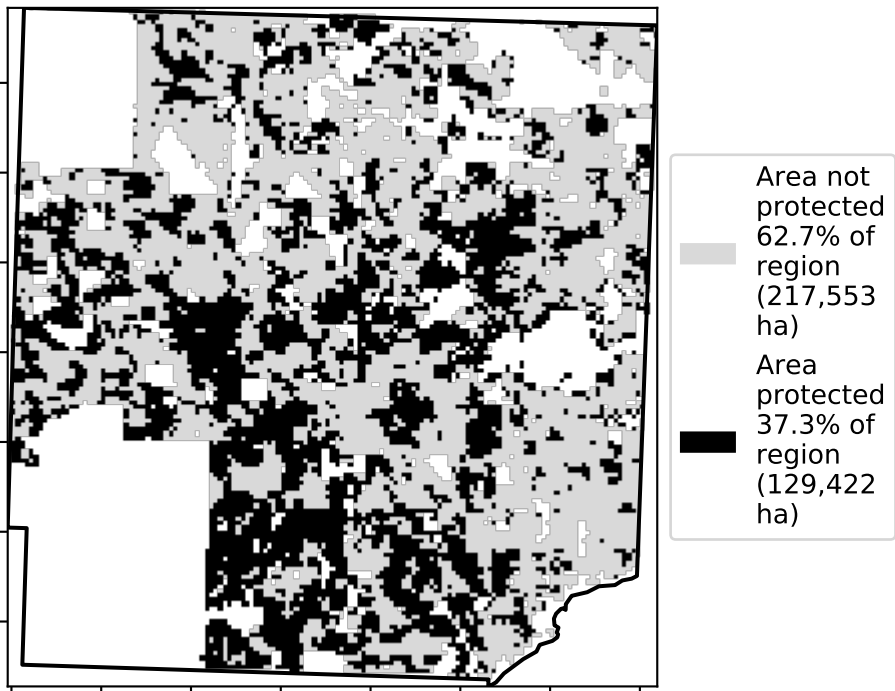 Area not
protected
62.7% of
region
(217,553
ha)
Area
protected
37.3% of
region
(129,422
ha)